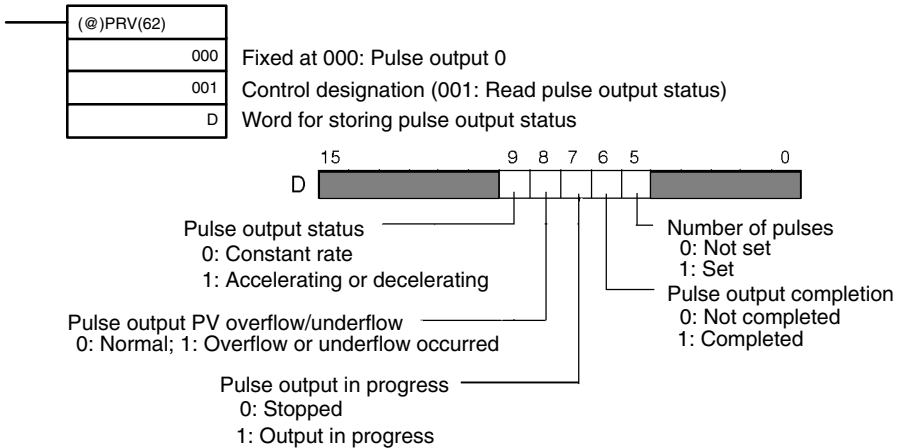 (@)PRV(62)
000 Fixed at 000: Pulse output 0
001 Control designation (001: Read pulse output status)
D Word for storing pulse output status
15 9 8 7 6 5 0
D
Pulse output status
0: Constant rate
1: Accelerating or decelerating
Number of pulses
0: Not set
1: Set
Pulse output completion
0: Not completed
1: Completed
Pulse output PV overflow/underflow
0: Normal; 1: Overflow or underflow occurred
Pulse output in progress
0: Stopped
1: Output in progress